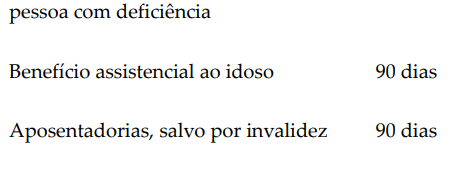 pessoa com deficiência
Benefício assistencial ao idoso 90 dias
Aposentadorias, salvo por invalidez 90 dias